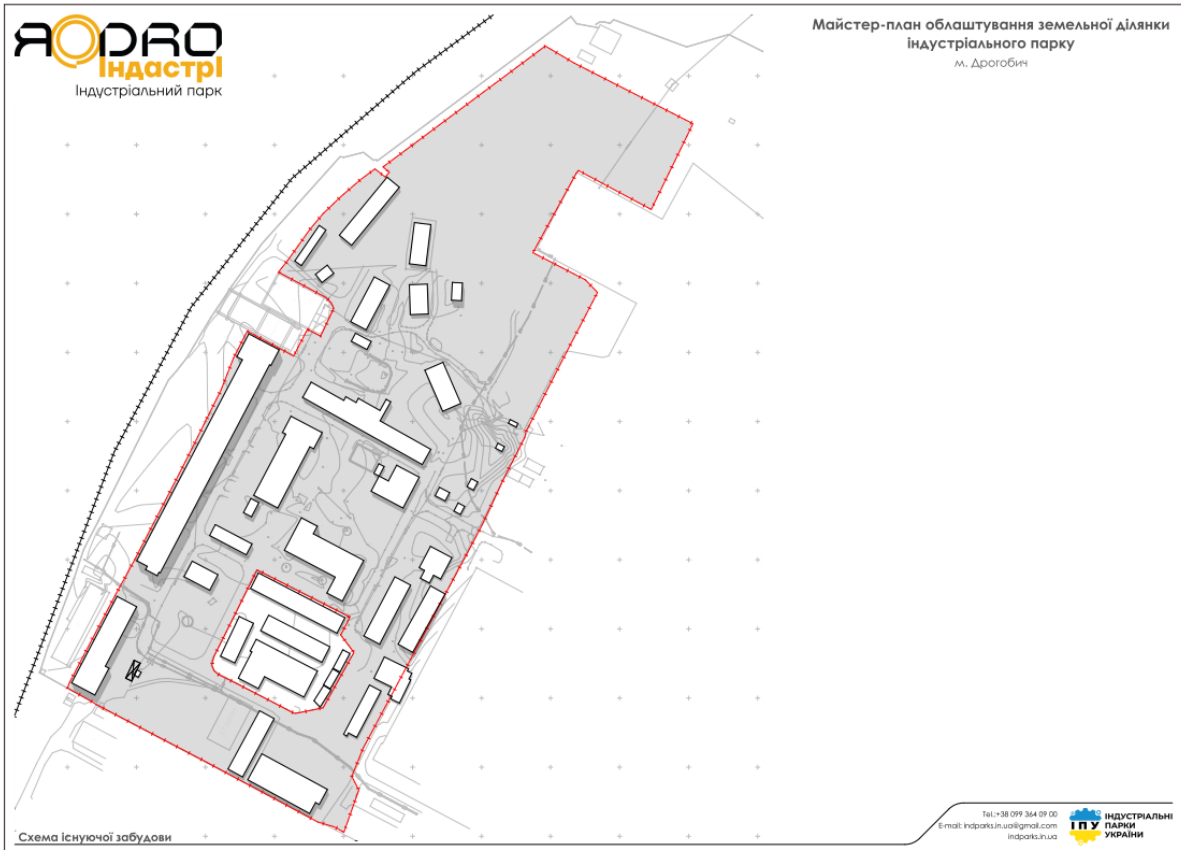 ЯDRO
Індастрі
Індустріальний парк
Майстер-план облаштування земельної ділянки
індустріального парку
м. Дрогобич
Схема існуючої забудови
Tel.:+38 099 364 09 00
E-mail: indparks.in.ua@gmail.com
indparks.in.ua
ІПУ
ІНДУСТРІАЛЬНІ
ПАРКИ
УКРАЇНИ